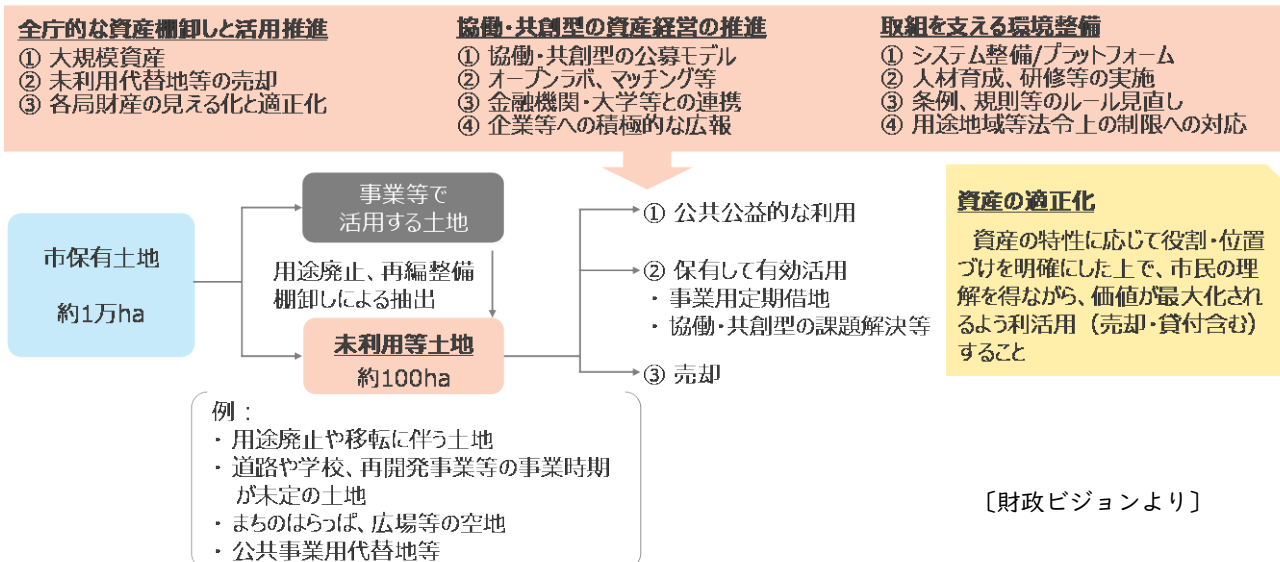 全庁的な資産棚卸しと活用推進
① 大規模資産
② 未利用代替地等の売却
③ 各局財産の見える化と適正化
協働・共創型の資産経営の推進
① 協働・共創型の公募モデル
② オープンラボ、マッチング等
③ 金融機関・大学等との連携
④ 企業等への積極的な広報
取組を支える環境整備
① システム整備/プラットフォーム
② 人材育成、研修等の実施
③ 条例、規則等のルール見直し
④ 用途地域等法令上の制限への対応
市保有土地
約1万ha
事業等で
活用する土地
用途廃止、再編整備
棚卸しによる抽出
未利用等土地
約100ha
例：
・ 用途廃止や移転に伴う土地
・ 道路や学校、再開発事業等の事業時期
が未定の土地
・ まちのはらっぱ、広場等の空地
・ 公共事業用代替地等
① 公共公益的な利用
② 保有して有効活用
・ 事業用定期借地
・ 協働・共創型の課題解決等
③ 売却
資産の適正化
資産の特性に応じて役割・位置
づけを明確にした上で、市民の理
解を得ながら、価値が最大化され
るよう利活用（売却・貸付含む）
すること
〔財政ビジョンより〕